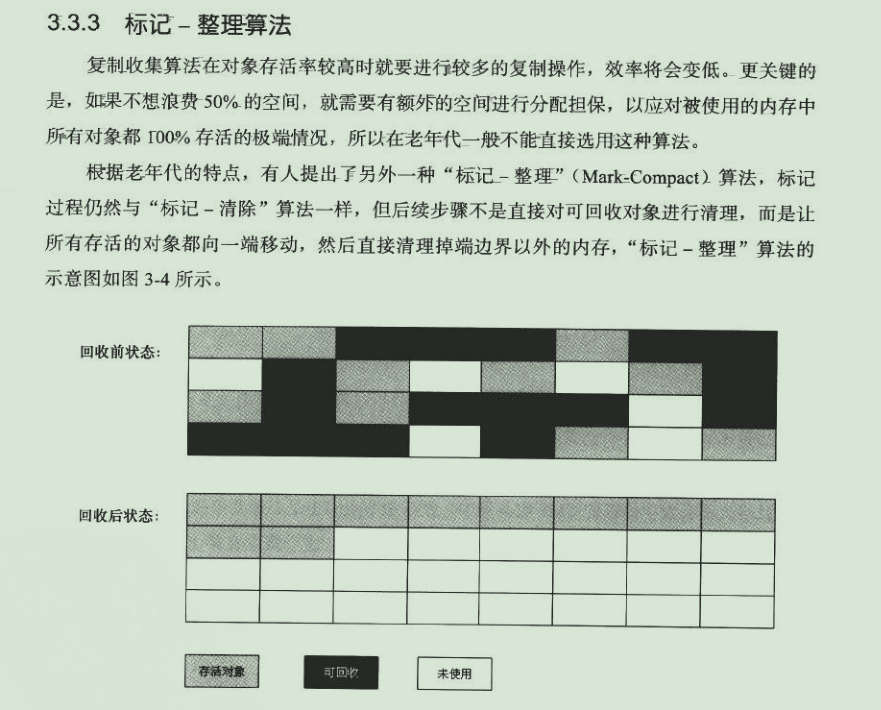 3.3.3 标记 – 整理算法
复制收集算法在对象存活率较高时就要进行较多的复制操作，效率将会变低。更关键的
是，如果不想浪费 50% 的空间，就需要有额外的空间进行分配担保，以应对被使用的内存中
所有对象都 100% 存活的极端情况，所以在老年代一般不能直接选用这种算法。
根据老年代的特点，有人提出了另外一种“标记 – 整理”（Mark-Compact）算法，标记
过程仍然与“标记 – 清除”算法一样，但后续步骤不是直接对可回收对象进行清理，而是让
所有存活的对象都向一端移动，然后直接清理掉端边界以外的内存，“标记 – 整理”算法的
示意图如图 3-4 所示。
回收前状态：
回收后状态：
存活对象
可回收
未使用